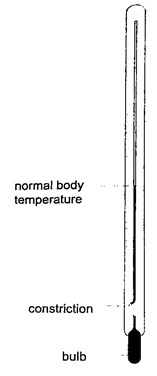 normal body
temperature
constriction
bulb